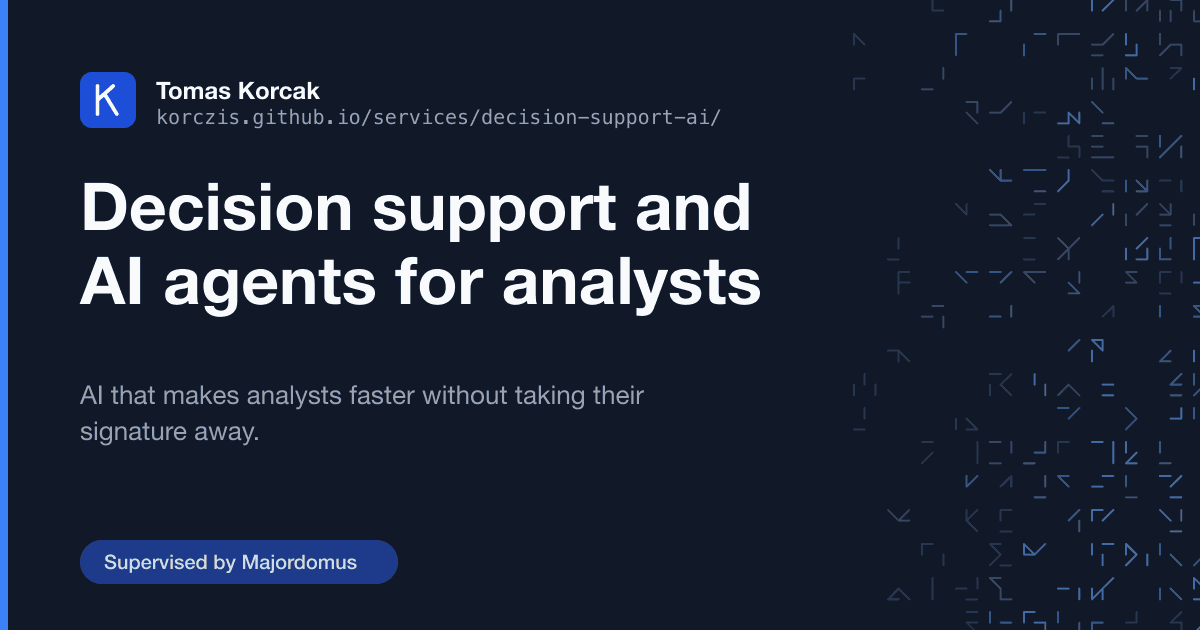 K
Tomas Korcak
korczis.github.io/services/decision-support-ai/
Decision support and
AI agents for analysts
AI that makes analysts faster without taking their
signature away.
Supervised by Majordomus